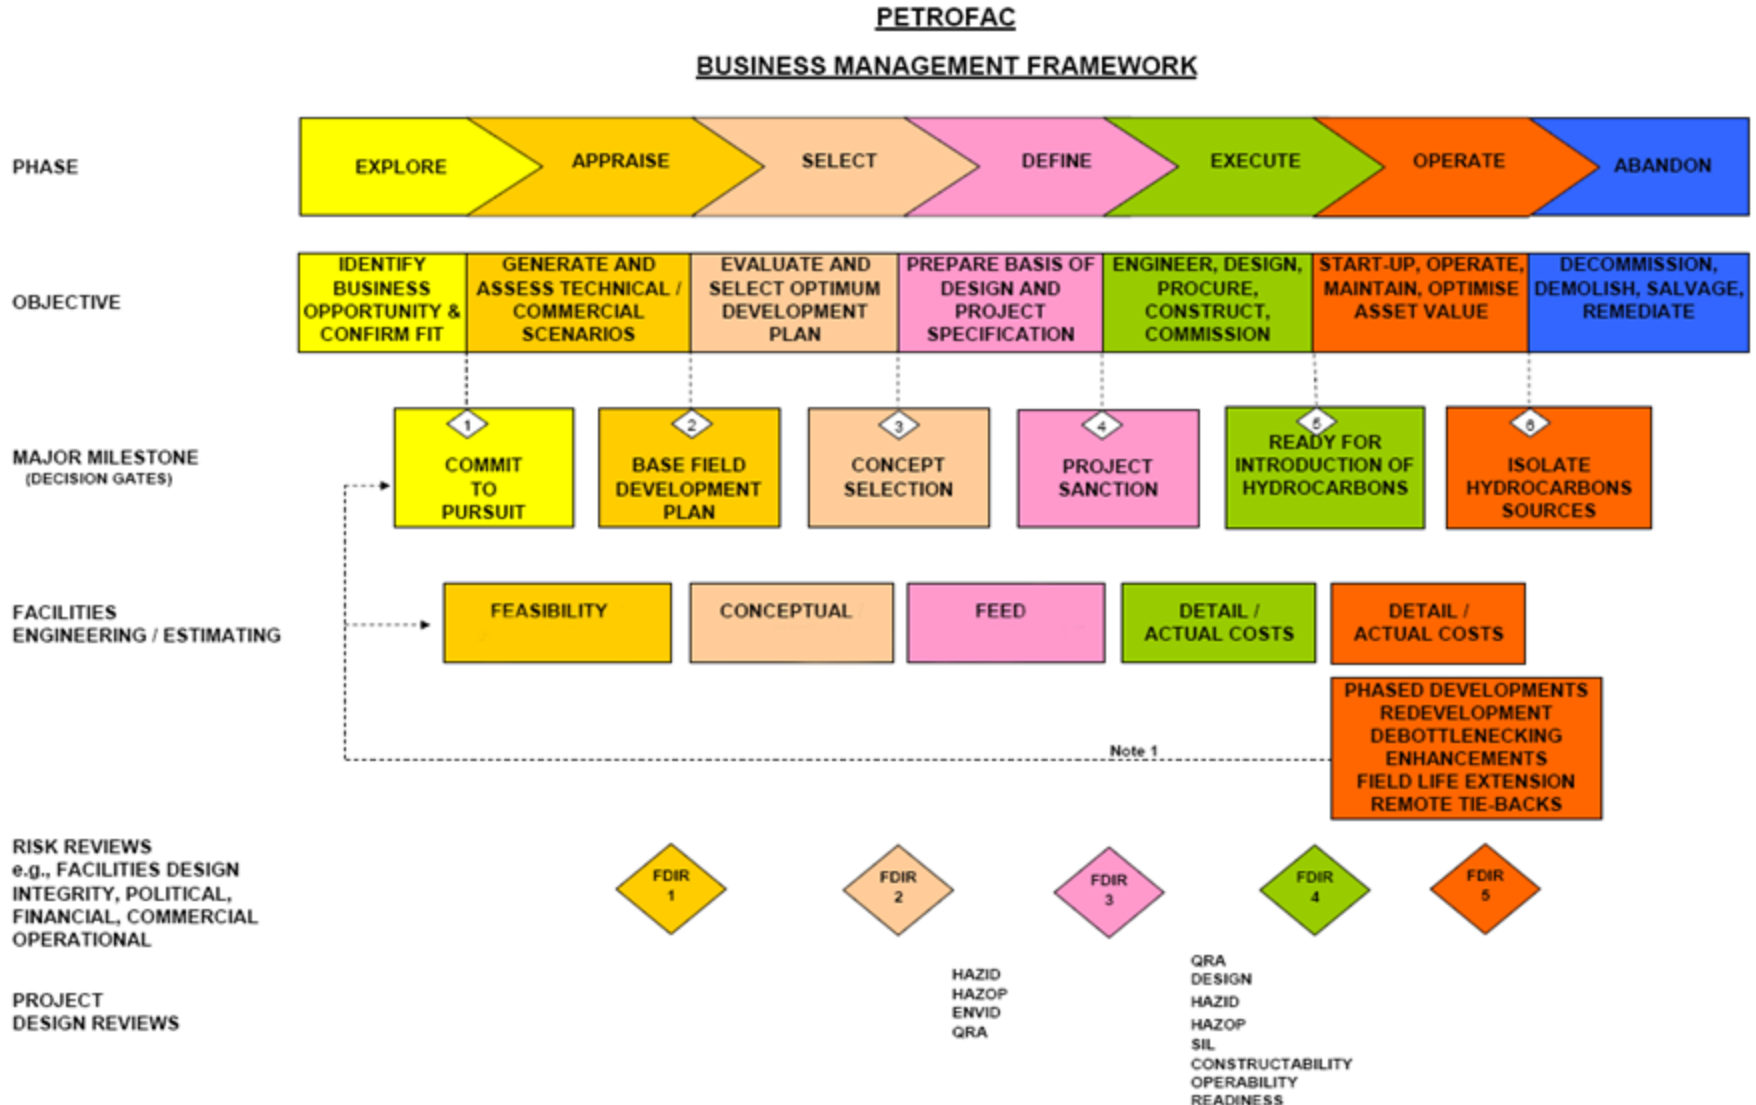 PETROFAC
BUSINESS MANAGEMENT FRAMEWORK
PHASE
EXPLORE
APPRAISE
SELECT
DEFINE
EXECUTE
OPERATE
ABANDON
OBJECTIVE
IDENTIFY
BUSINESS
OPPORTUNITY &
CONFIRM FIT
GENERATE AND
ASSESS TECHNICAL /
COMMERCIAL
SCENARIOS
EVALUATE AND
SELECT OPTIMUM
DEVELOPMENT
PLAN
PREPARE BASIS OF
DESIGN AND
PROJECT
SPECIFICATION
ENGINEER, DESIGN,
PROCURE,
CONSTRUCT,
COMMISSION
START-UP, OPERATE,
MAINTAIN, OPTIMISE
ASSET VALUE
DECOMMISSION,
DEMOLISH, SALVAGE,
REMEDIATE
MAJOR MILESTONE
(DECISION GATES)
1
COMMIT
TO
PURSUIT
2
BASE FIELD
DEVELOPMENT
PLAN
3
CONCEPT
SELECTION
4
PROJECT
SANCTION
5
READY FOR
INTRODUCTION OF
HYDROCARBONS
6
ISOLATE
HYDROCARBONS
SOURCES
FACILITIES
ENGINEERING / ESTIMATING
FEASIBILITY
CONCEPTUAL
FEED
DETAIL /
ACTUAL COSTS
DETAIL /
ACTUAL COSTS
PHASED DEVELOPMENTS
REDEVELOPMENT
DEBOTTLENECKING
ENHANCEMENTS
FIELD LIFE EXTENSION
REMOTE TIE-BACKS
Note 1
RISK REVIEWS
e.g., FACILITIES DESIGN
INTEGRITY, POLITICAL,
FINANCIAL, COMMERCIAL
OPERATIONAL
FDIR
1
FDIR
2
FDIR
3
FDIR
4
FDIR
5
PROJECT
DESIGN REVIEWS
HAZID
HAZOP
ENVID
QRA
QRA
DESIGN
HAZID
HAZOP
SIL
CONSTRUCTABILITY
OPERABILITY
READINESS